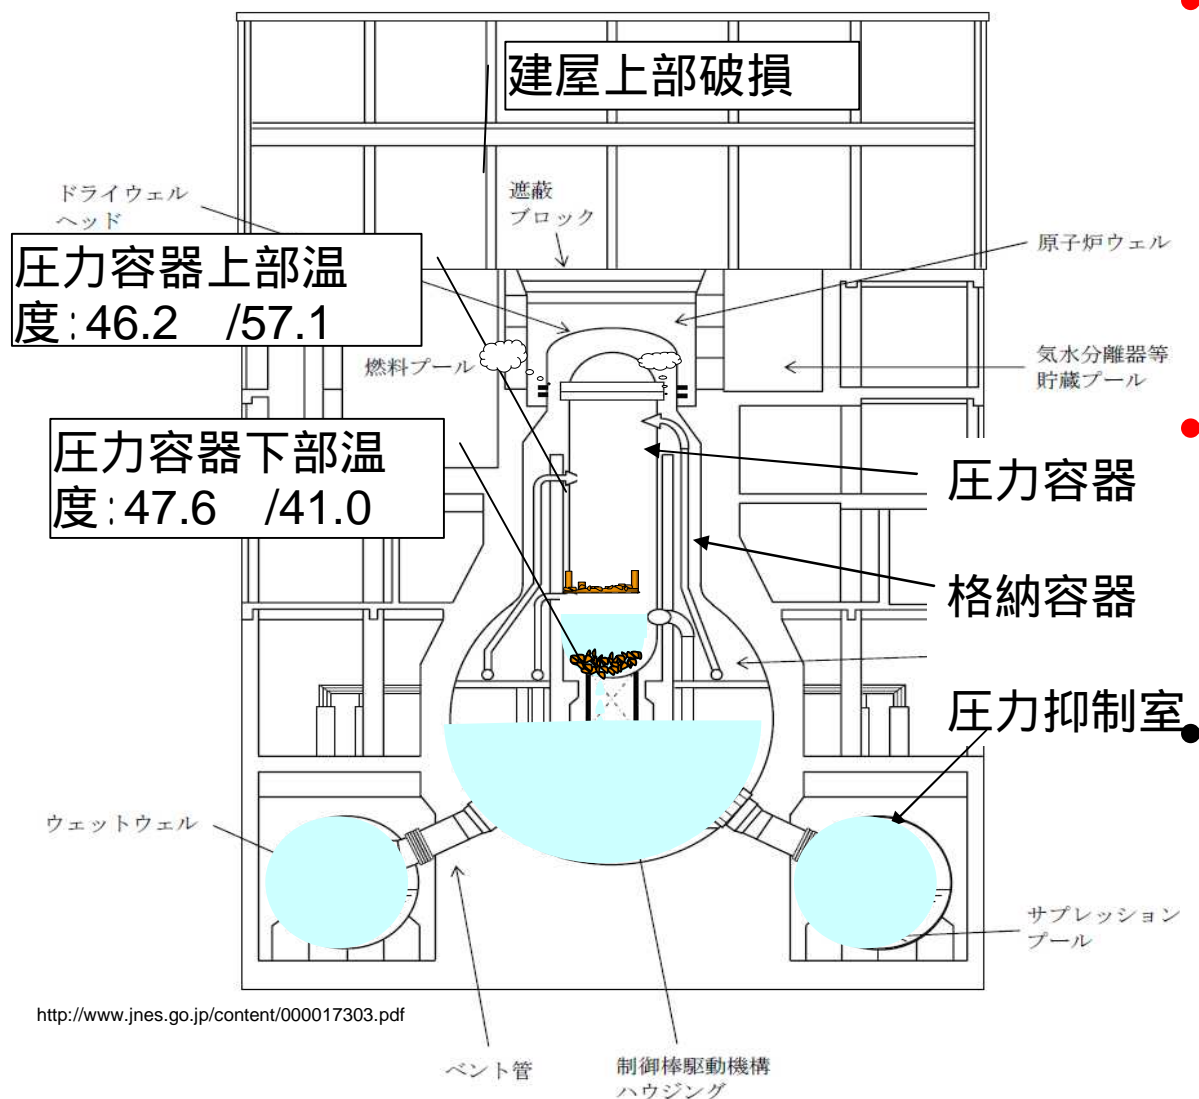 建屋上部破損
ドライウェル
ヘッド
遮蔽
ブロック
原子炉ウェル
圧力容器上部温
度:46.2 /57.1
燃料プール
気水分離器等
貯蔵プール
圧力容器下部温
度:47.6 /41.0
圧力容器
格納容器
圧力抑制室
ウェットウェル
サプレッション
プール
http://www.jnes.go.jp/content/000017303.pdf
ベント管
制御棒駆動機構
ハウジング